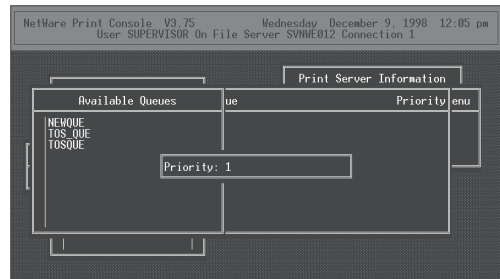 NetWare Print Console V3.75 Wednesday December 9, 1998 12:05 pm
User SUPERVISOR On File Server SVNWE012 Connection 1
Print Server Information
Available Queues ue Priority enu
NEWQUE
TOS_QUE
TOSQUE
Priority: 1